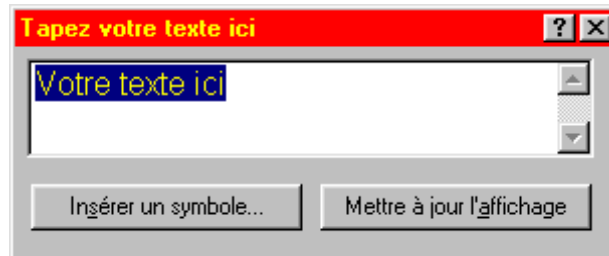 Tapez votre texte ici
Votre texte ici
Insérer un symbole...
Mettre à jour l'affichage